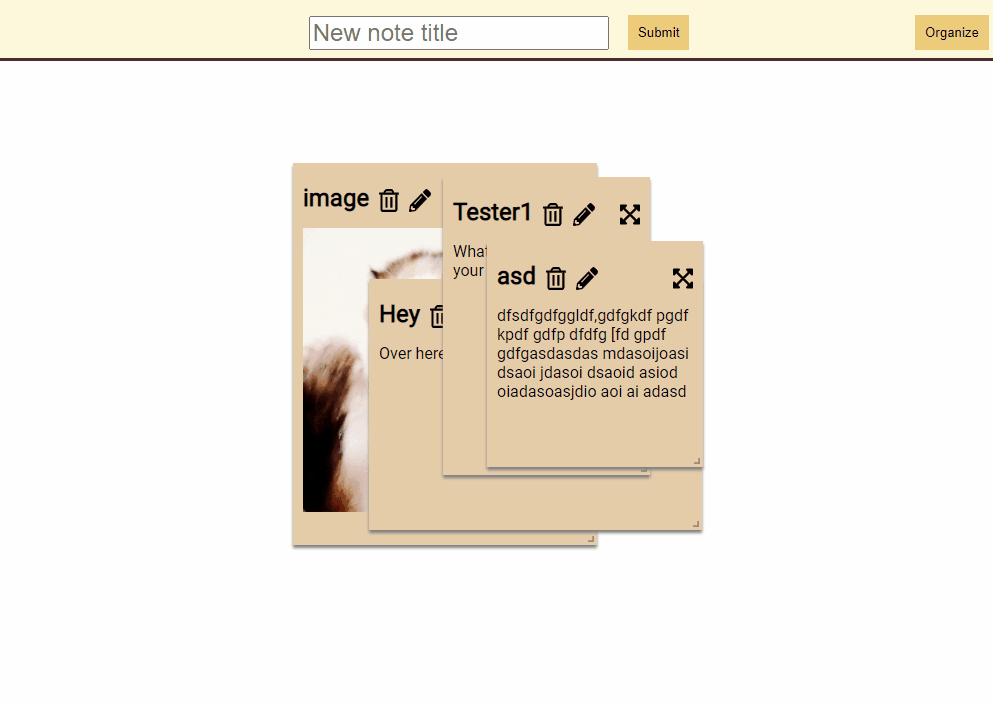 New note title
Submit
Organize
image
Tester1
What
your
asd
dfsdfgdfggldf,gdfgkdf pgdf
kpdf gdfp dfdfg [fd gpdf
gdfgasdasdas mdasoijoasi
dsaoi jdasoi dsaoid asiod
oiadasoasjdio aoi ai adasd
Hey
Over here